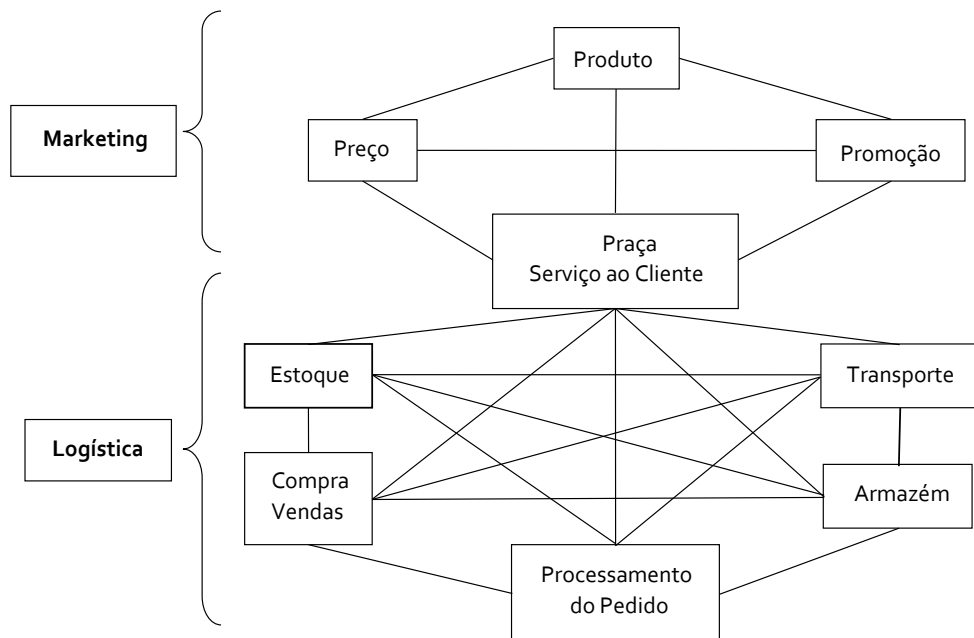 Produto
Marketing
Preço
Promoção
Praça
Serviço ao Cliente
Estoque
Transporte
Logística
Compra
Vendas
Armazém
Processamento
do Pedido